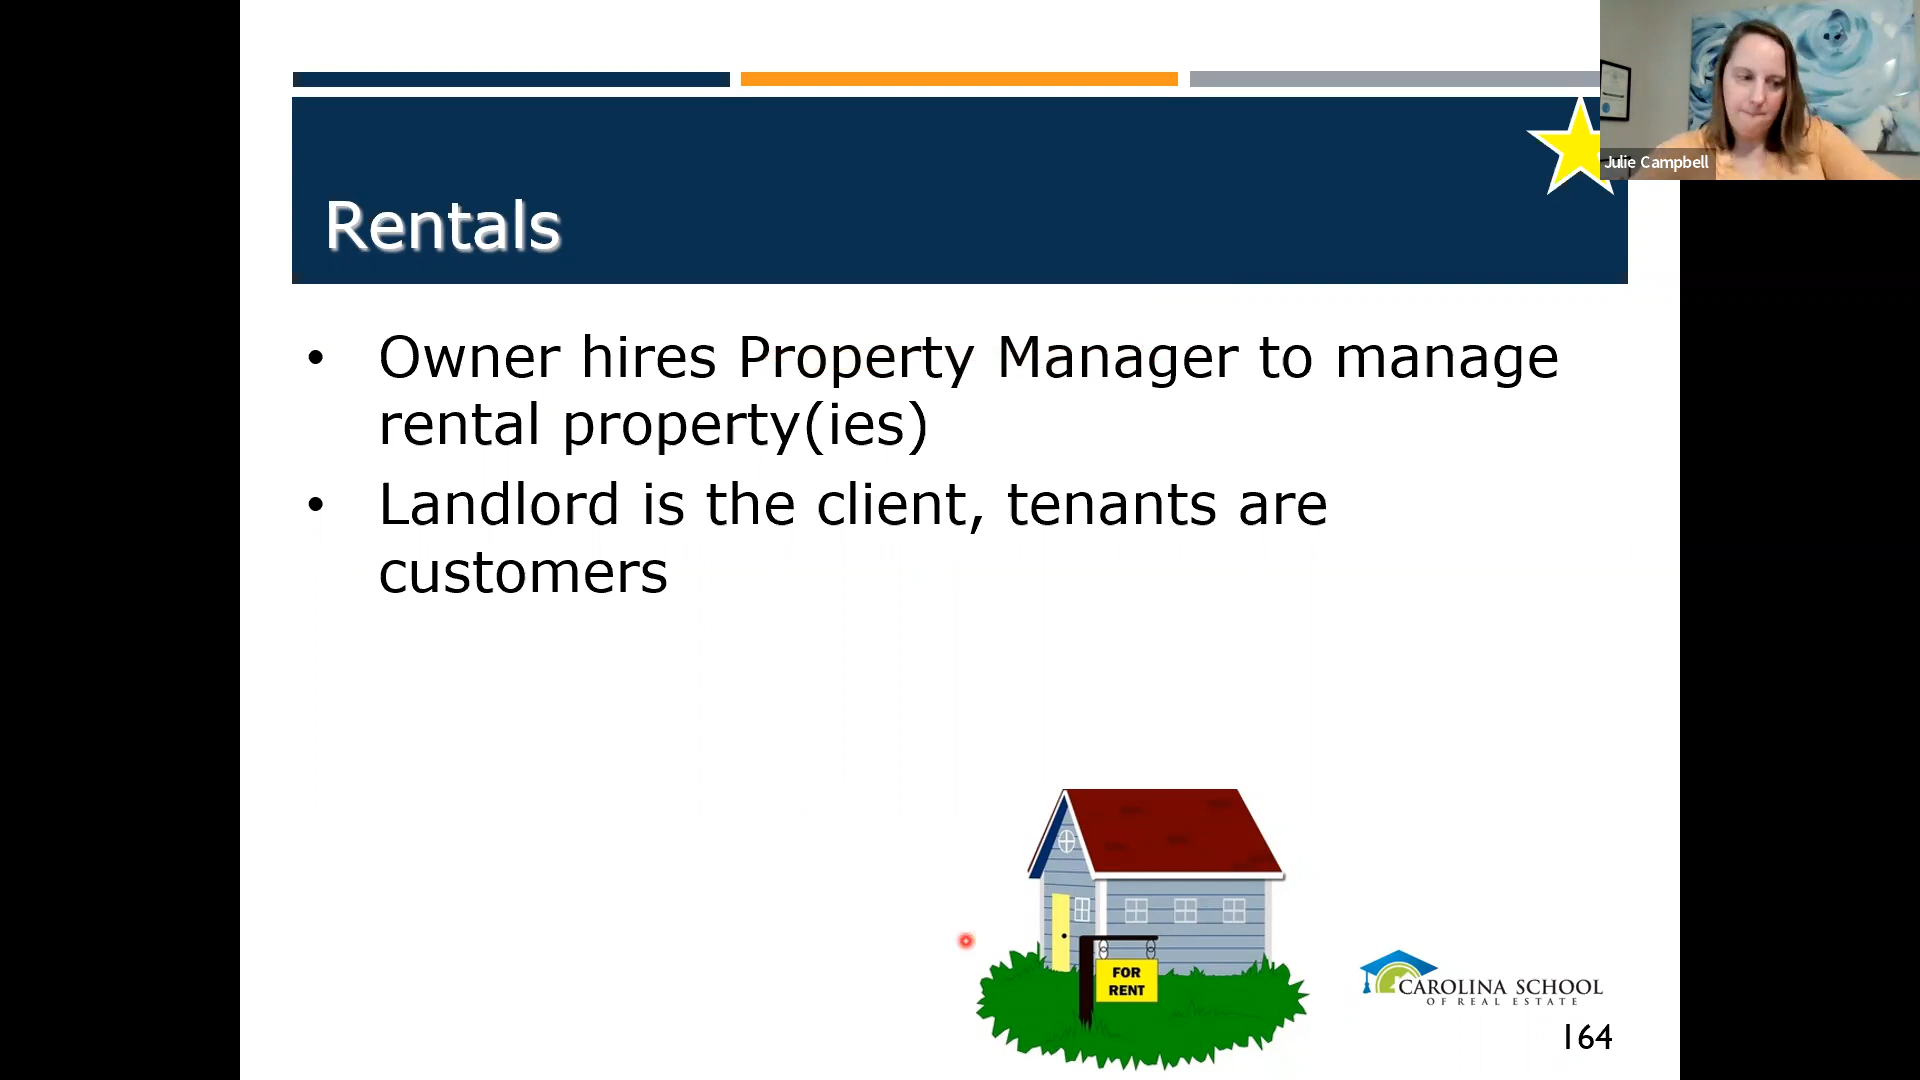 Julie Campbell
Rentals
• Owner hires Property Manager to manage
rental property(ies)
• Landlord is the client, tenants are
customers
FOR
RENT
CAROLINA SCHOOL
OF REAL ESTATE
164